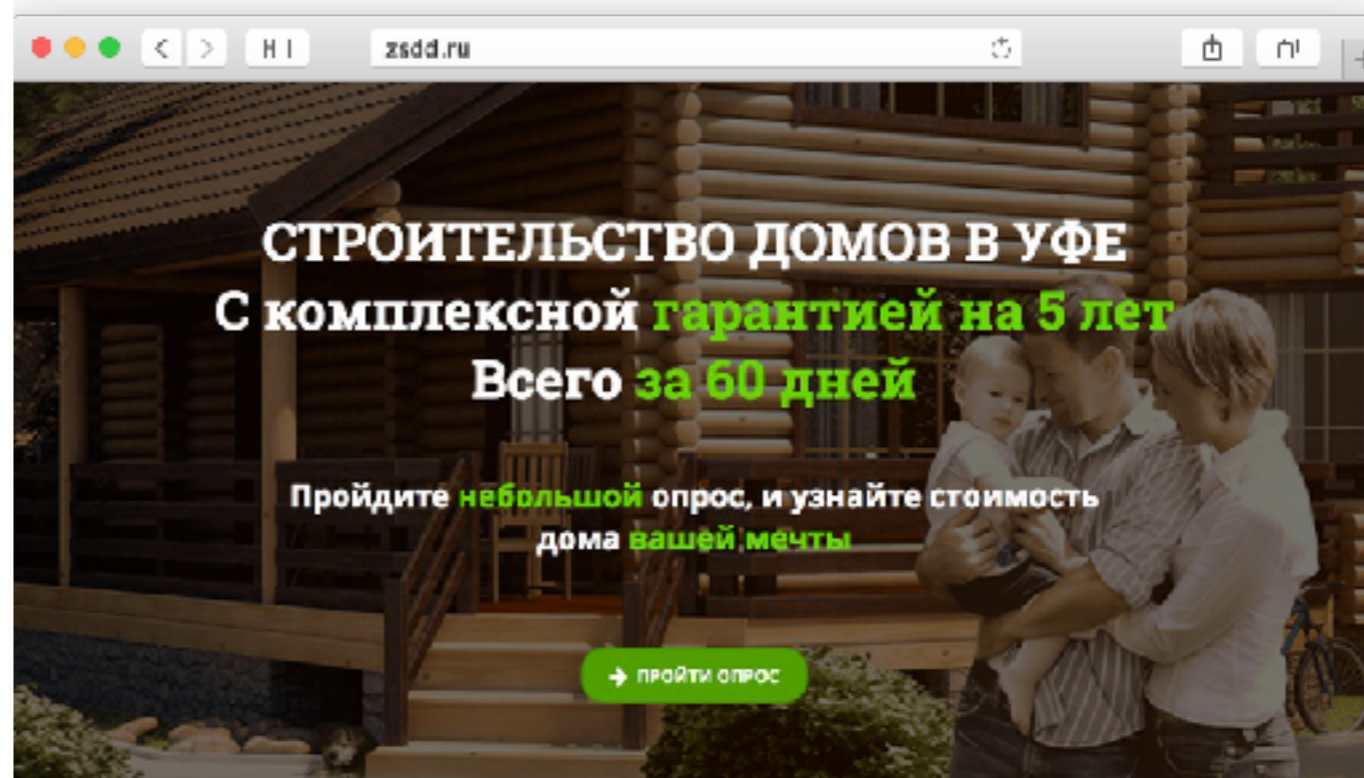 zsdd.ru
СТРОИТЕЛЬСТВО ДОМОВ В УФЕ
С комплексной гарантией на 5 лет
Всего за 60 дней
Пройдите небольшой опрос, и узнайте стоимость
дома вашей мечты
ПРОЙТИ ОПРОС